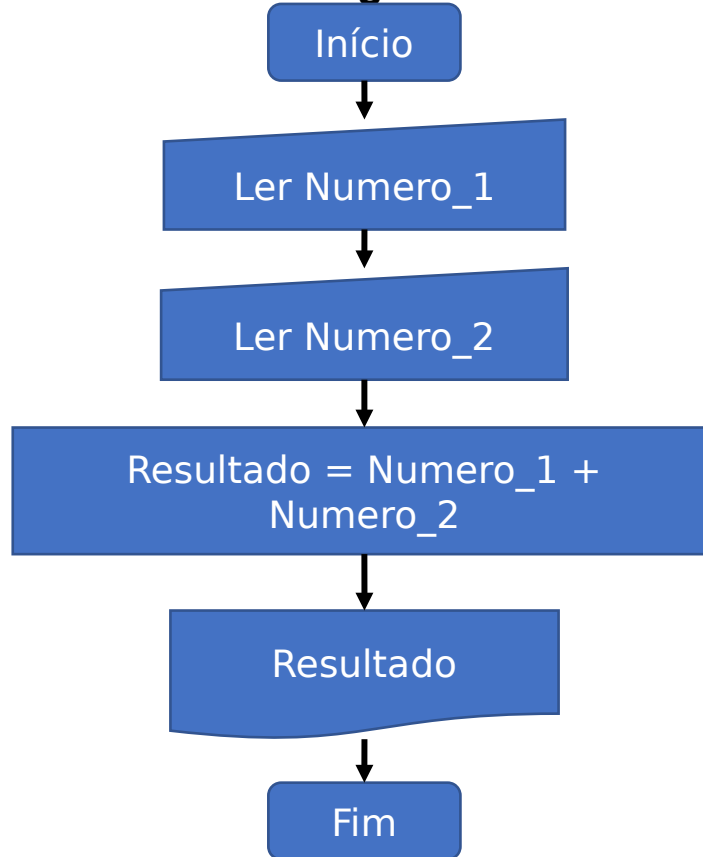 Início
Ler Numero_1
Ler Numero_2
Resultado = Numero_1 +
Numero_2
Resultado
Fim